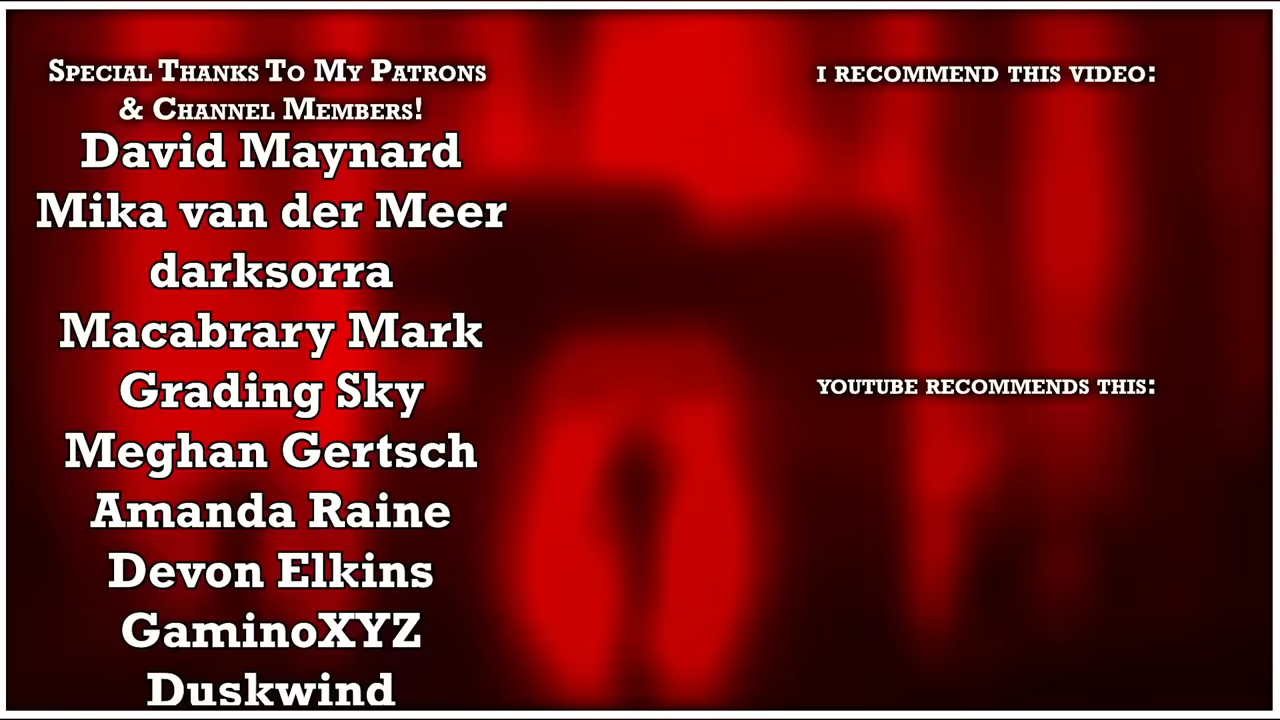 Special Thanks To My Patrons
& Channel Members!
David Maynard
Mika van der Meer
darksorra
Macabrary Mark
Grading Sky
Meghan Gertsch
Amanda Raine
Devon Elkins
GaminoXYZ
Duskwind
I RECOMMEND THIS VIDEO:
YOUTUBE RECOMMENDS THIS: